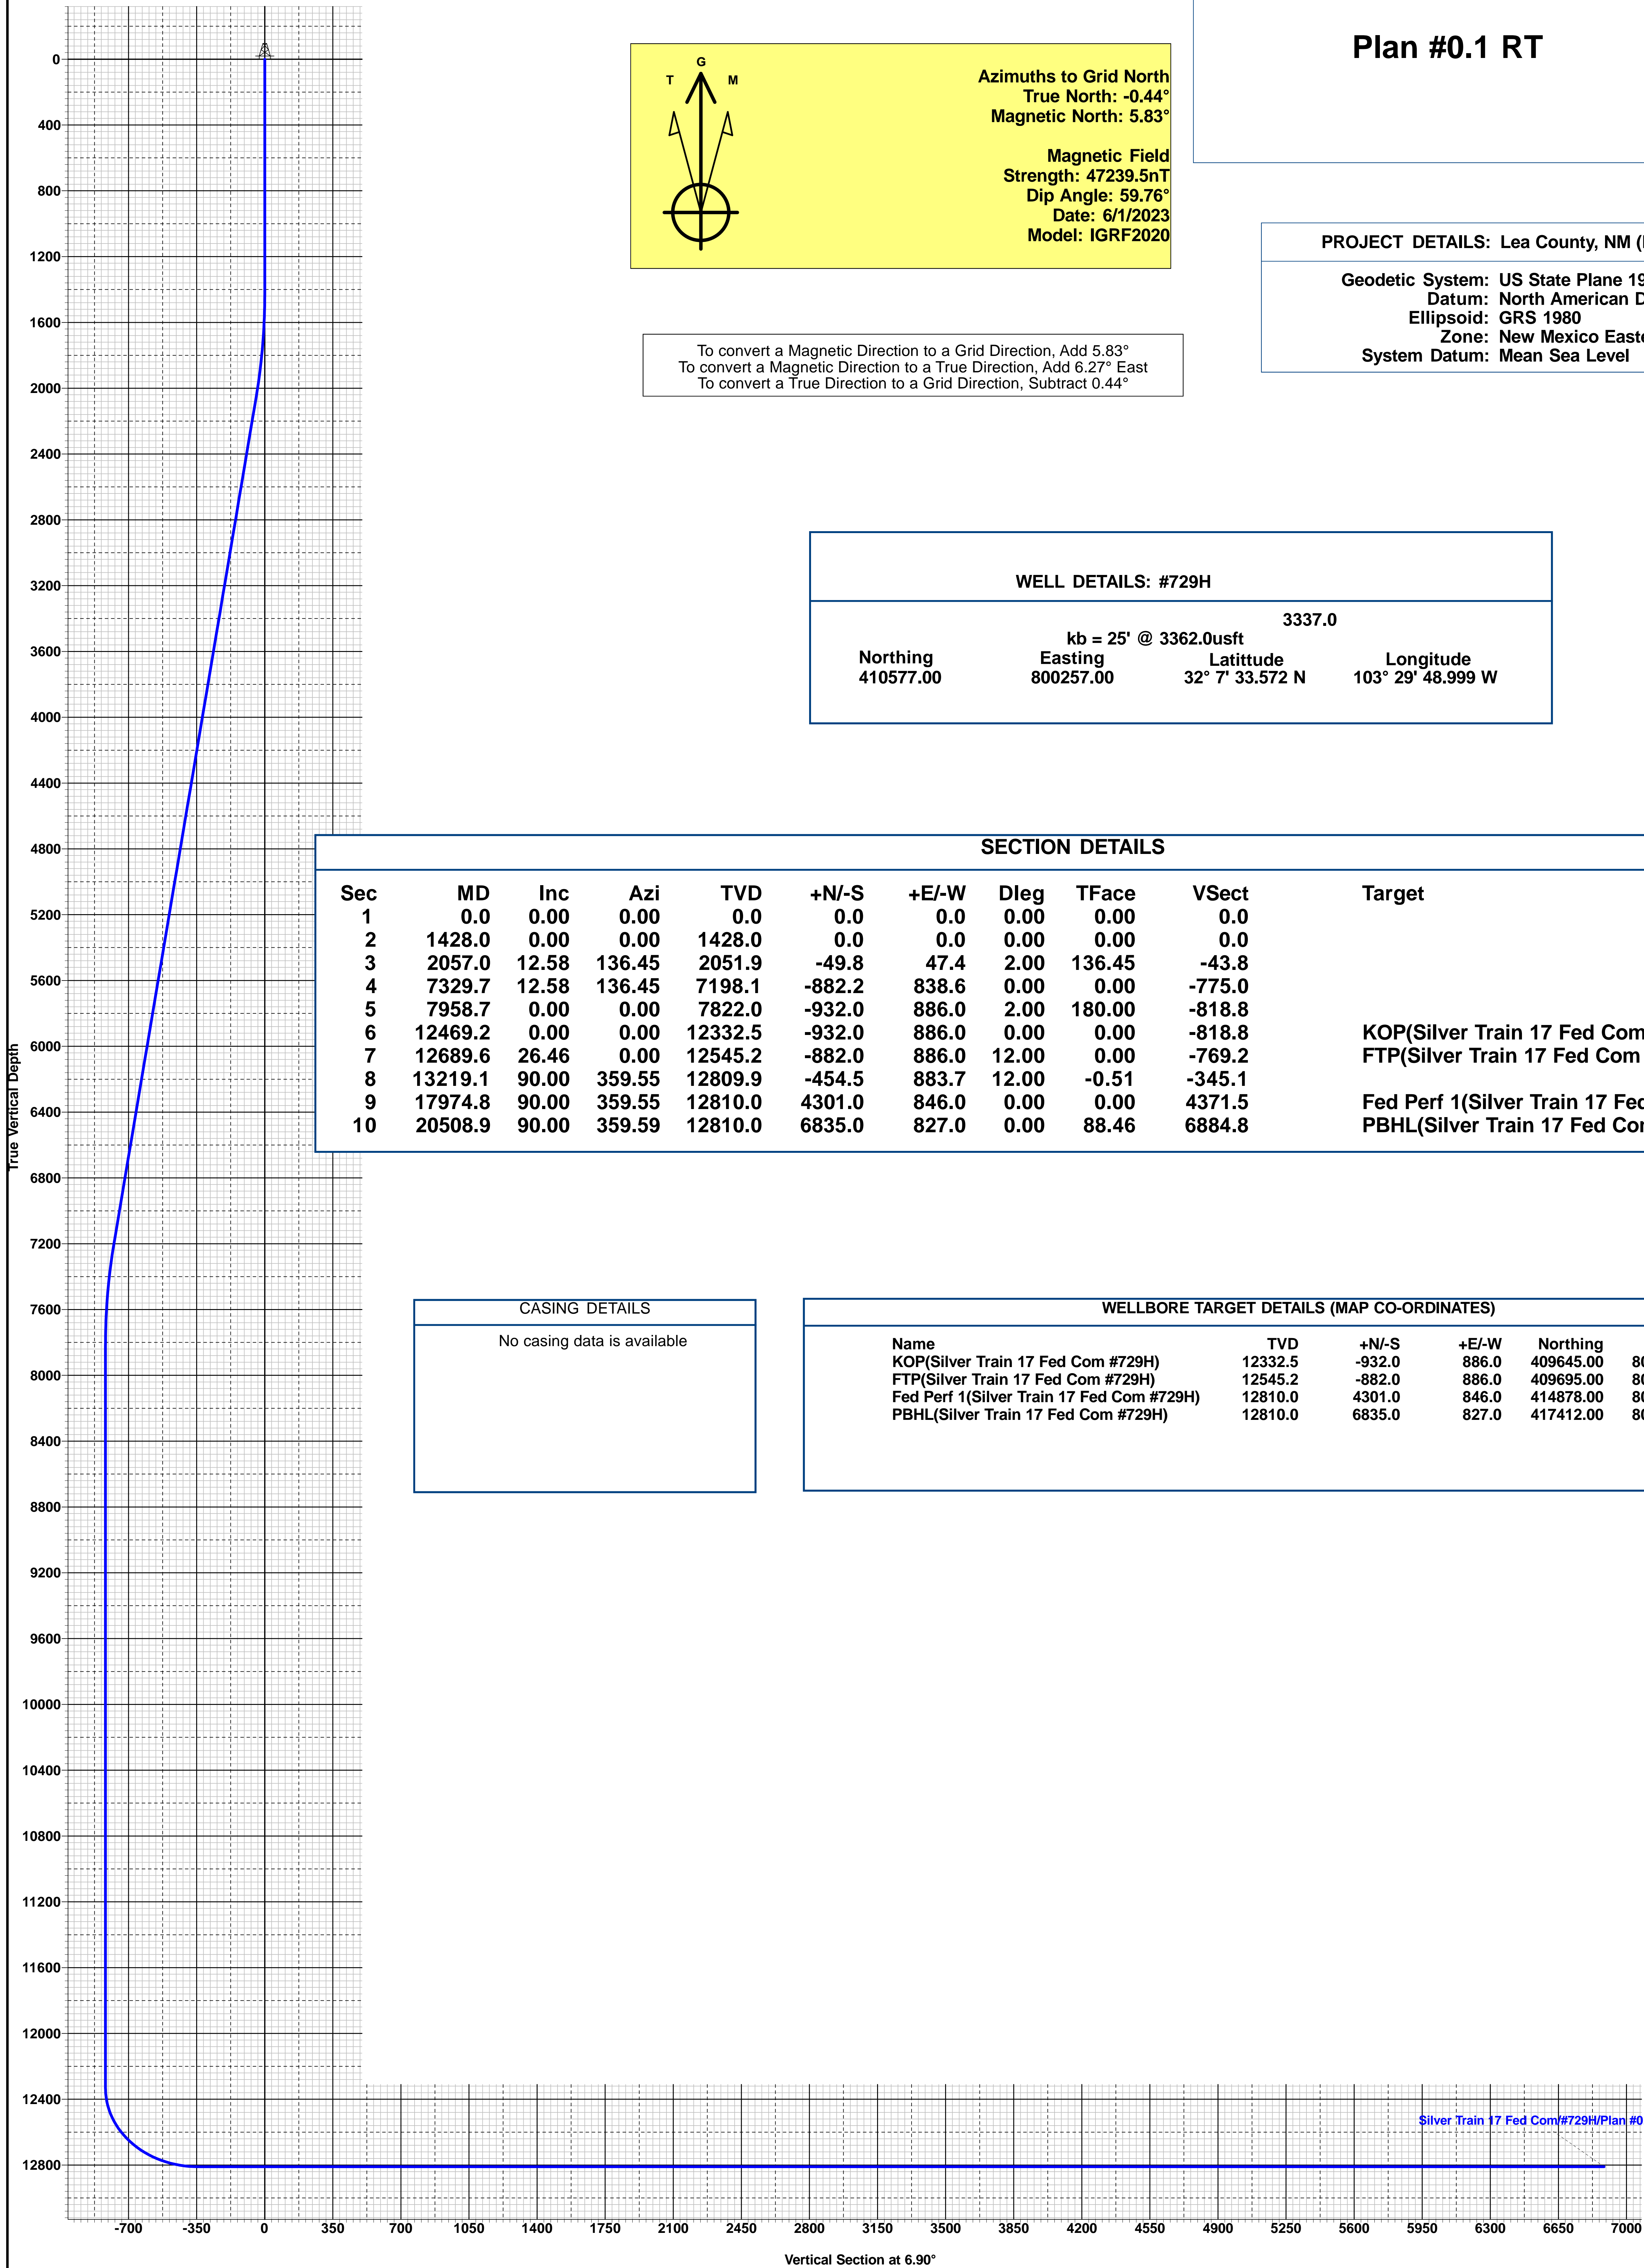 Plan #0.1 RT
T G M
Azimuths to Grid North
True North: -0.44°
Magnetic North: 5.83°
Magnetic Field
Strength: 47239.5nT
Dip Angle: 59.76°
Date: 6/1/2023
Model: IGRF2020
PROJECT DETAILS: Lea County, NM (
Geodetic System: US State Plane 19
Datum: North American D
Ellipsoid: GRS 1980
Zone: New Mexico Easte
System Datum: Mean Sea Level
To convert a Magnetic Direction to a Grid Direction, Add 5.83°
To convert a Magnetic Direction to a True Direction, Add 6.27° East
To convert a True Direction to a Grid Direction, Subtract 0.44°
WELL DETAILS: #729H
3337.0
kb = 25' @ 3362.0usft
Northing Easting Latittude Longitude
410577.00 800257.00 32° 7' 33.572 N 103° 29' 48.999 W
SECTION DETAILS
Sec MD Inc Azi TVD +N/-S +E/-W Dleg TFace VSect Target
1 0.0 0.00 0.00 0.0 0.0 0.0 0.00 0.00 0.0
2 1428.0 0.00 0.00 1428.0 0.0 0.0 0.00 0.00 0.0
3 2057.0 12.58 136.45 2051.9 -49.8 47.4 2.00 136.45 -43.8
4 7329.7 12.58 136.45 7198.1 -882.2 838.6 0.00 0.00 -775.0
5 7958.7 0.00 0.00 7822.0 -932.0 886.0 2.00 180.00 -818.8
6 12469.2 0.00 0.00 12332.5 -932.0 886.0 0.00 0.00 -818.8 KOP(Silver Train 17 Fed Com
7 12689.6 26.46 0.00 12545.2 -882.0 886.0 12.00 0.00 -769.2 FTP(Silver Train 17 Fed Com
8 13219.1 90.00 359.55 12809.9 -454.5 883.7 12.00 -0.51 -345.1
9 17974.8 90.00 359.55 12810.0 4301.0 846.0 0.00 0.00 4371.5 Fed Perf 1(Silver Train 17 Fed
10 20508.9 90.00 359.59 12810.0 6835.0 827.0 0.00 88.46 6884.8 PBHL(Silver Train 17 Fed Co
CASING DETAILS
No casing data is available
WELLBORE TARGET DETAILS (MAP CO-ORDINATES)
Name TVD +N/-S +E/-W Northing
KOP(Silver Train 17 Fed Com #729H) 12332.5 -932.0 886.0 409645.00 80
FTP(Silver Train 17 Fed Com #729H) 12545.2 -882.0 886.0 409695.00 80
Fed Perf 1(Silver Train 17 Fed Com #729H) 12810.0 4301.0 846.0 414878.00 80
PBHL(Silver Train 17 Fed Com #729H) 12810.0 6835.0 827.0 417412.00 80
True Vertical Depth
0
400
800
1200
1600
2000
2400
2800
3200
3600
4000
4400
4800
5200
5600
6000
6400
6800
7200
7600
8000
8400
8800
9200
9600
10000
10400
10800
11200
11600
12000
12400
12800
Silver Train 17 Fed Com/#729H/Plan #0
-700 -350 0 350 700 1050 1400 1750 2100 2450 2800 3150 3500 3850 4200 4550 4900 5250 5600 5950 6300 6650 7000
Vertical Section at 6.90°